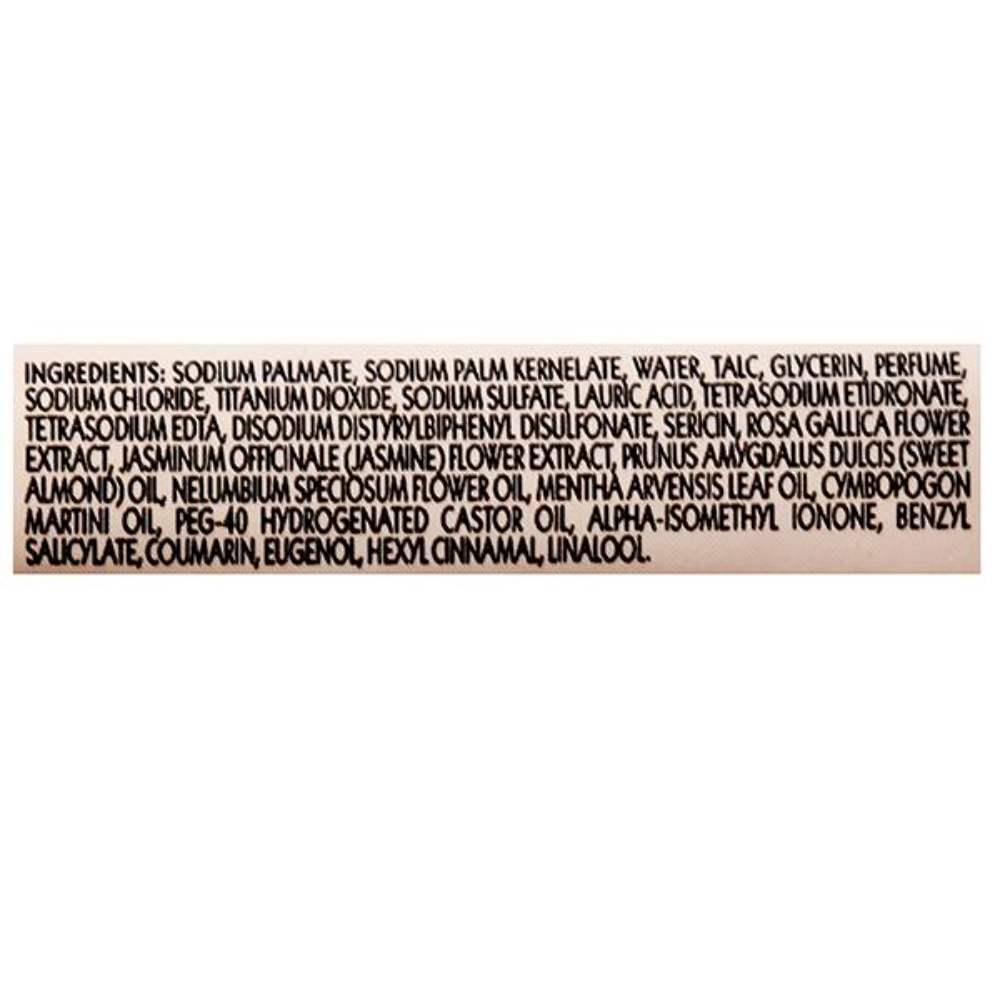 INGREDIENTS: SODIUM PALMATE, SODIUM PALM KERNELATE, WATER, TALC, GLYCERIN, PERFUME,
SODIUM CHLORIDE, TITANIUM DIOXIDE, SODIUM SULFATE, LAURIC ACID, TETRASODIUM ETIDRONATE,
TETRASODIUM EDTA, DISODIUM DISTYRYLBIPHENYL DISULFONATE, SERICIN, ROSA GALLICA FLOWER
EXTRACT, JASMINUM OFFICINALE (JASMINE) FLOWER EXTRACT, PRUNUS AMYGDALUS DULCIS (SWEET
ALMOND) OIL, NELUMBIUM SPECIOSUM FLOWER OIL, MENTHA ARVENSIS LEAF OIL, CYMBOPOGON
MARTINI OIL, PEG-40 HYDROGENATED CASTOR OIL, ALPHA-ISOMETHYL IONONE, BENZYL
SALICYLATE, COUMARIN, EUGENOL, HEXYL CINNAMAL, LINALOOL.